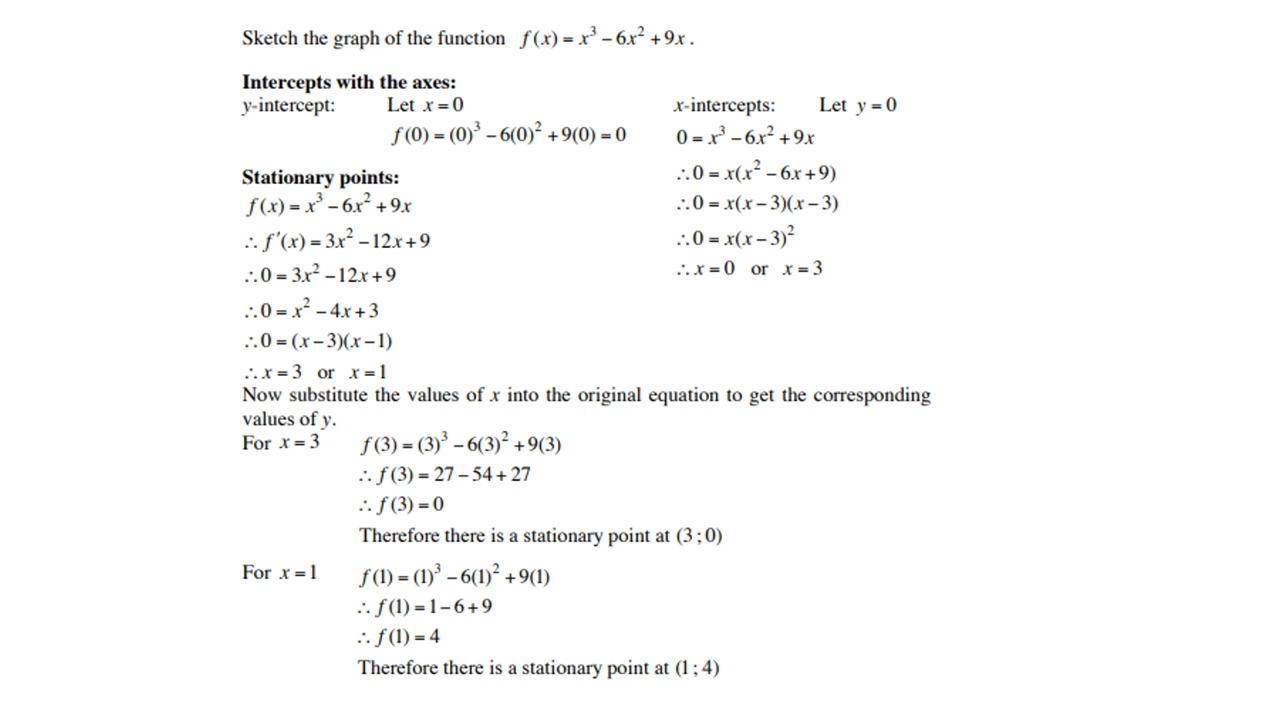 Sketch the graph of the function f(x) = x³ − 6x² + 9x.
Intercepts with the axes:
y-intercept: Let x = 0
f(0) = (0)³ − 6(0)² + 9(0) = 0
x-intercepts: Let y = 0
0 = x³ − 6x² + 9x
∴ 0 = x(x² − 6x + 9)
∴ 0 = x(x − 3)(x − 3)
∴ 0 = x(x − 3)²
∴ x = 0 or x = 3
Stationary points:
f(x) = x³ − 6x² + 9x
∴ f′(x) = 3x² − 12x + 9
∴ 0 = 3x² − 12x + 9
∴ 0 = x² − 4x + 3
∴ 0 = (x − 3)(x − 1)
∴ x = 3 or x = 1
Now substitute the values of x into the original equation to get the corresponding
values of y.
For x = 3 f(3) = (3)³ − 6(3)² + 9(3)
∴ f(3) = 27 − 54 + 27
∴ f(3) = 0
Therefore there is a stationary point at (3 ; 0)
For x = 1 f(1) = (1)³ − 6(1)² + 9(1)
∴ f(1) = 1 − 6 + 9
∴ f(1) = 4
Therefore there is a stationary point at (1 ; 4)